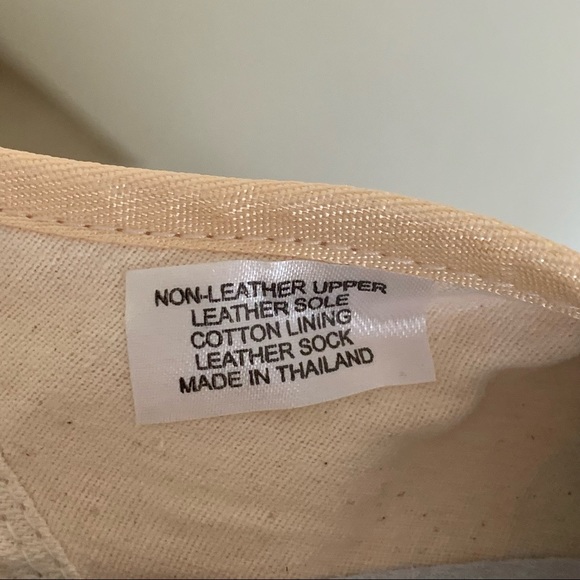 NON-LEATHER UPPER
LEATHER SOLE
COTTON LINING
LEATHER SOCK
MADE IN THAILAND